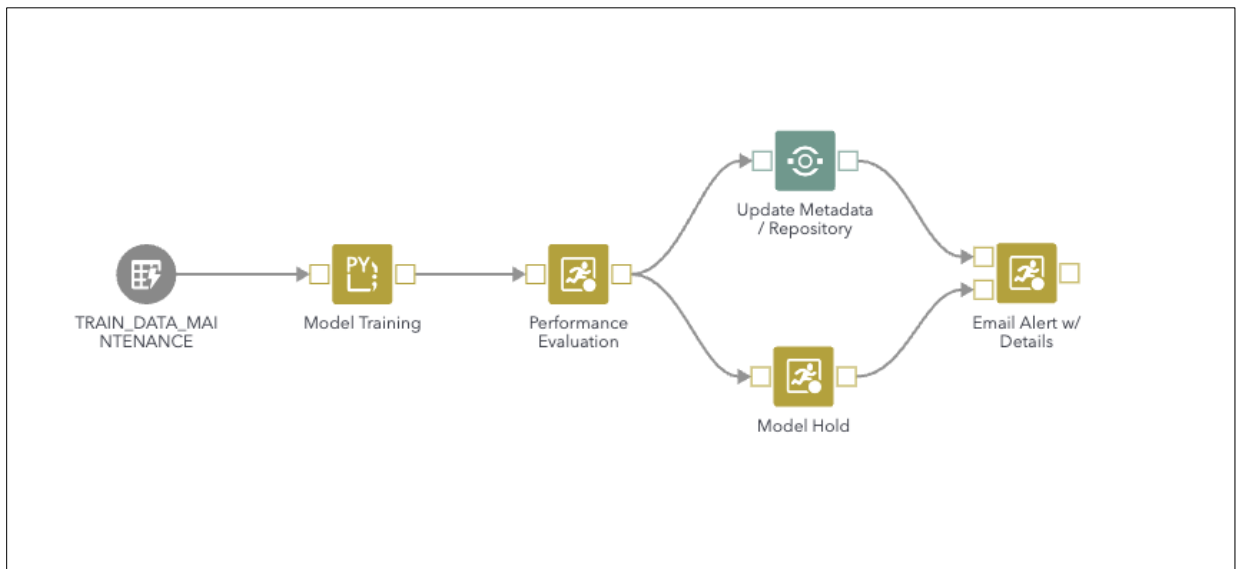 TRAIN_DATA_MAI
NTENANCE
PY
Model Training
Performance
Evaluation
Update Metadata
/ Repository
Model Hold
Email Alert w/
Details